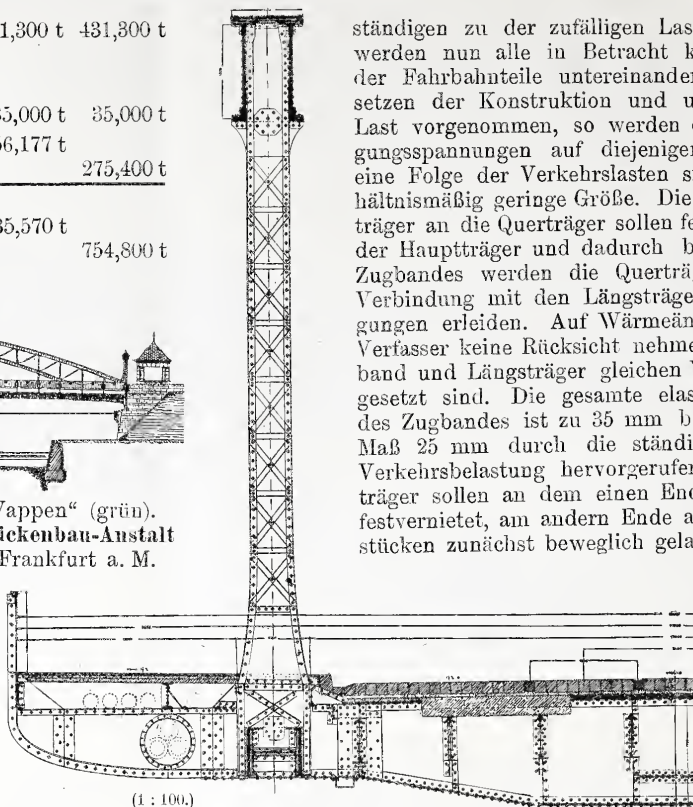 1,300 t 431,300 t
5,000 t 35,000 t
6,177 t
275,400 t
35,570 t
754,800 t
Wappen“ (grün).
ückenbau-Anstalt
Frankfurt a. M.
ständigen zu der zufälligen Las
werden nun alle in Betracht k
der Fahrbahnteile untereinander
setzen der Konstruktion und u
Last vorgenommen, so werden
gungsspannungen auf diejenigen
eine Folge der Verkehrslasten s
hältnismäßig geringe Größe. Die
träger an die Querträger sollen fe
der Hauptträger und dadurch b
Zugbandes werden die Querträg
Verbindung mit den Längsträge
gungen erleiden. Auf Wärmeän
Verfasser keine Rücksicht nehme
band und Längsträger gleichen
gesetzt sind. Die gesamte elas
des Zugbandes ist zu 35 mm b
Maß 25 mm durch die ständi
Verkehrsbelastung hervorgerufen
träger sollen an dem einen End
festvernietet, am andern Ende a
stücken zunächst beweglich gela
(1 : 100.)